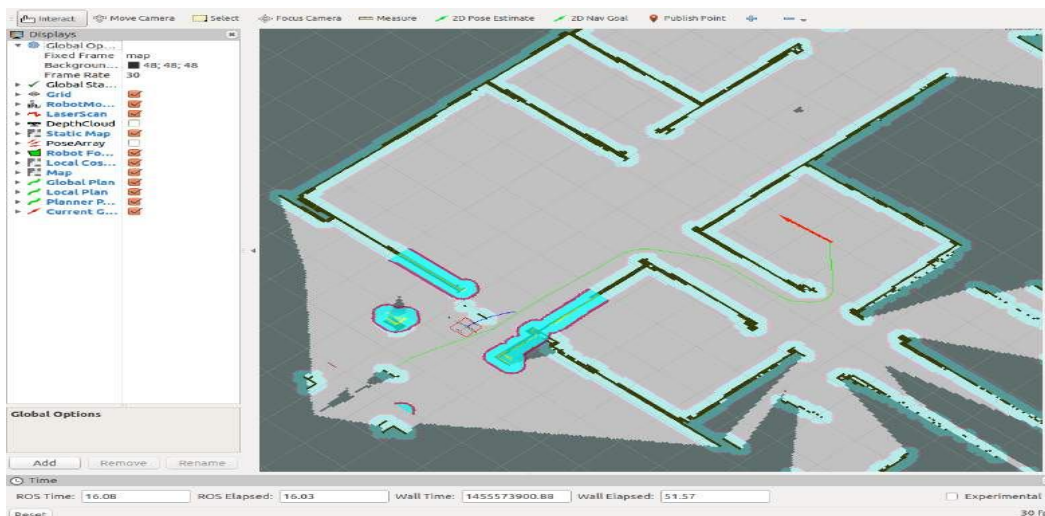 Interact Move Camera Select Focus Camera Measure 2D Pose Estimate 2D Nav Goal Publish Point
Displays
Global Op...
Fixed Frame map
Backgroun... 48; 48; 48
Frame Rate 30
Global Sta...
Grid
RobotMo...
LaserScan
DepthCloud
Static Map
PoseArray
Robot Fo...
Local Cos...
Map
Global Plan
Local Plan
Planner P...
Current G...
Global Options
Add Remove Rename
Time
ROS Time: 16.08 ROS Elapsed: 16.03 Wall Time: 1455573900.88 Wall Elapsed: 51.57 Experimental
Reset 30 fp